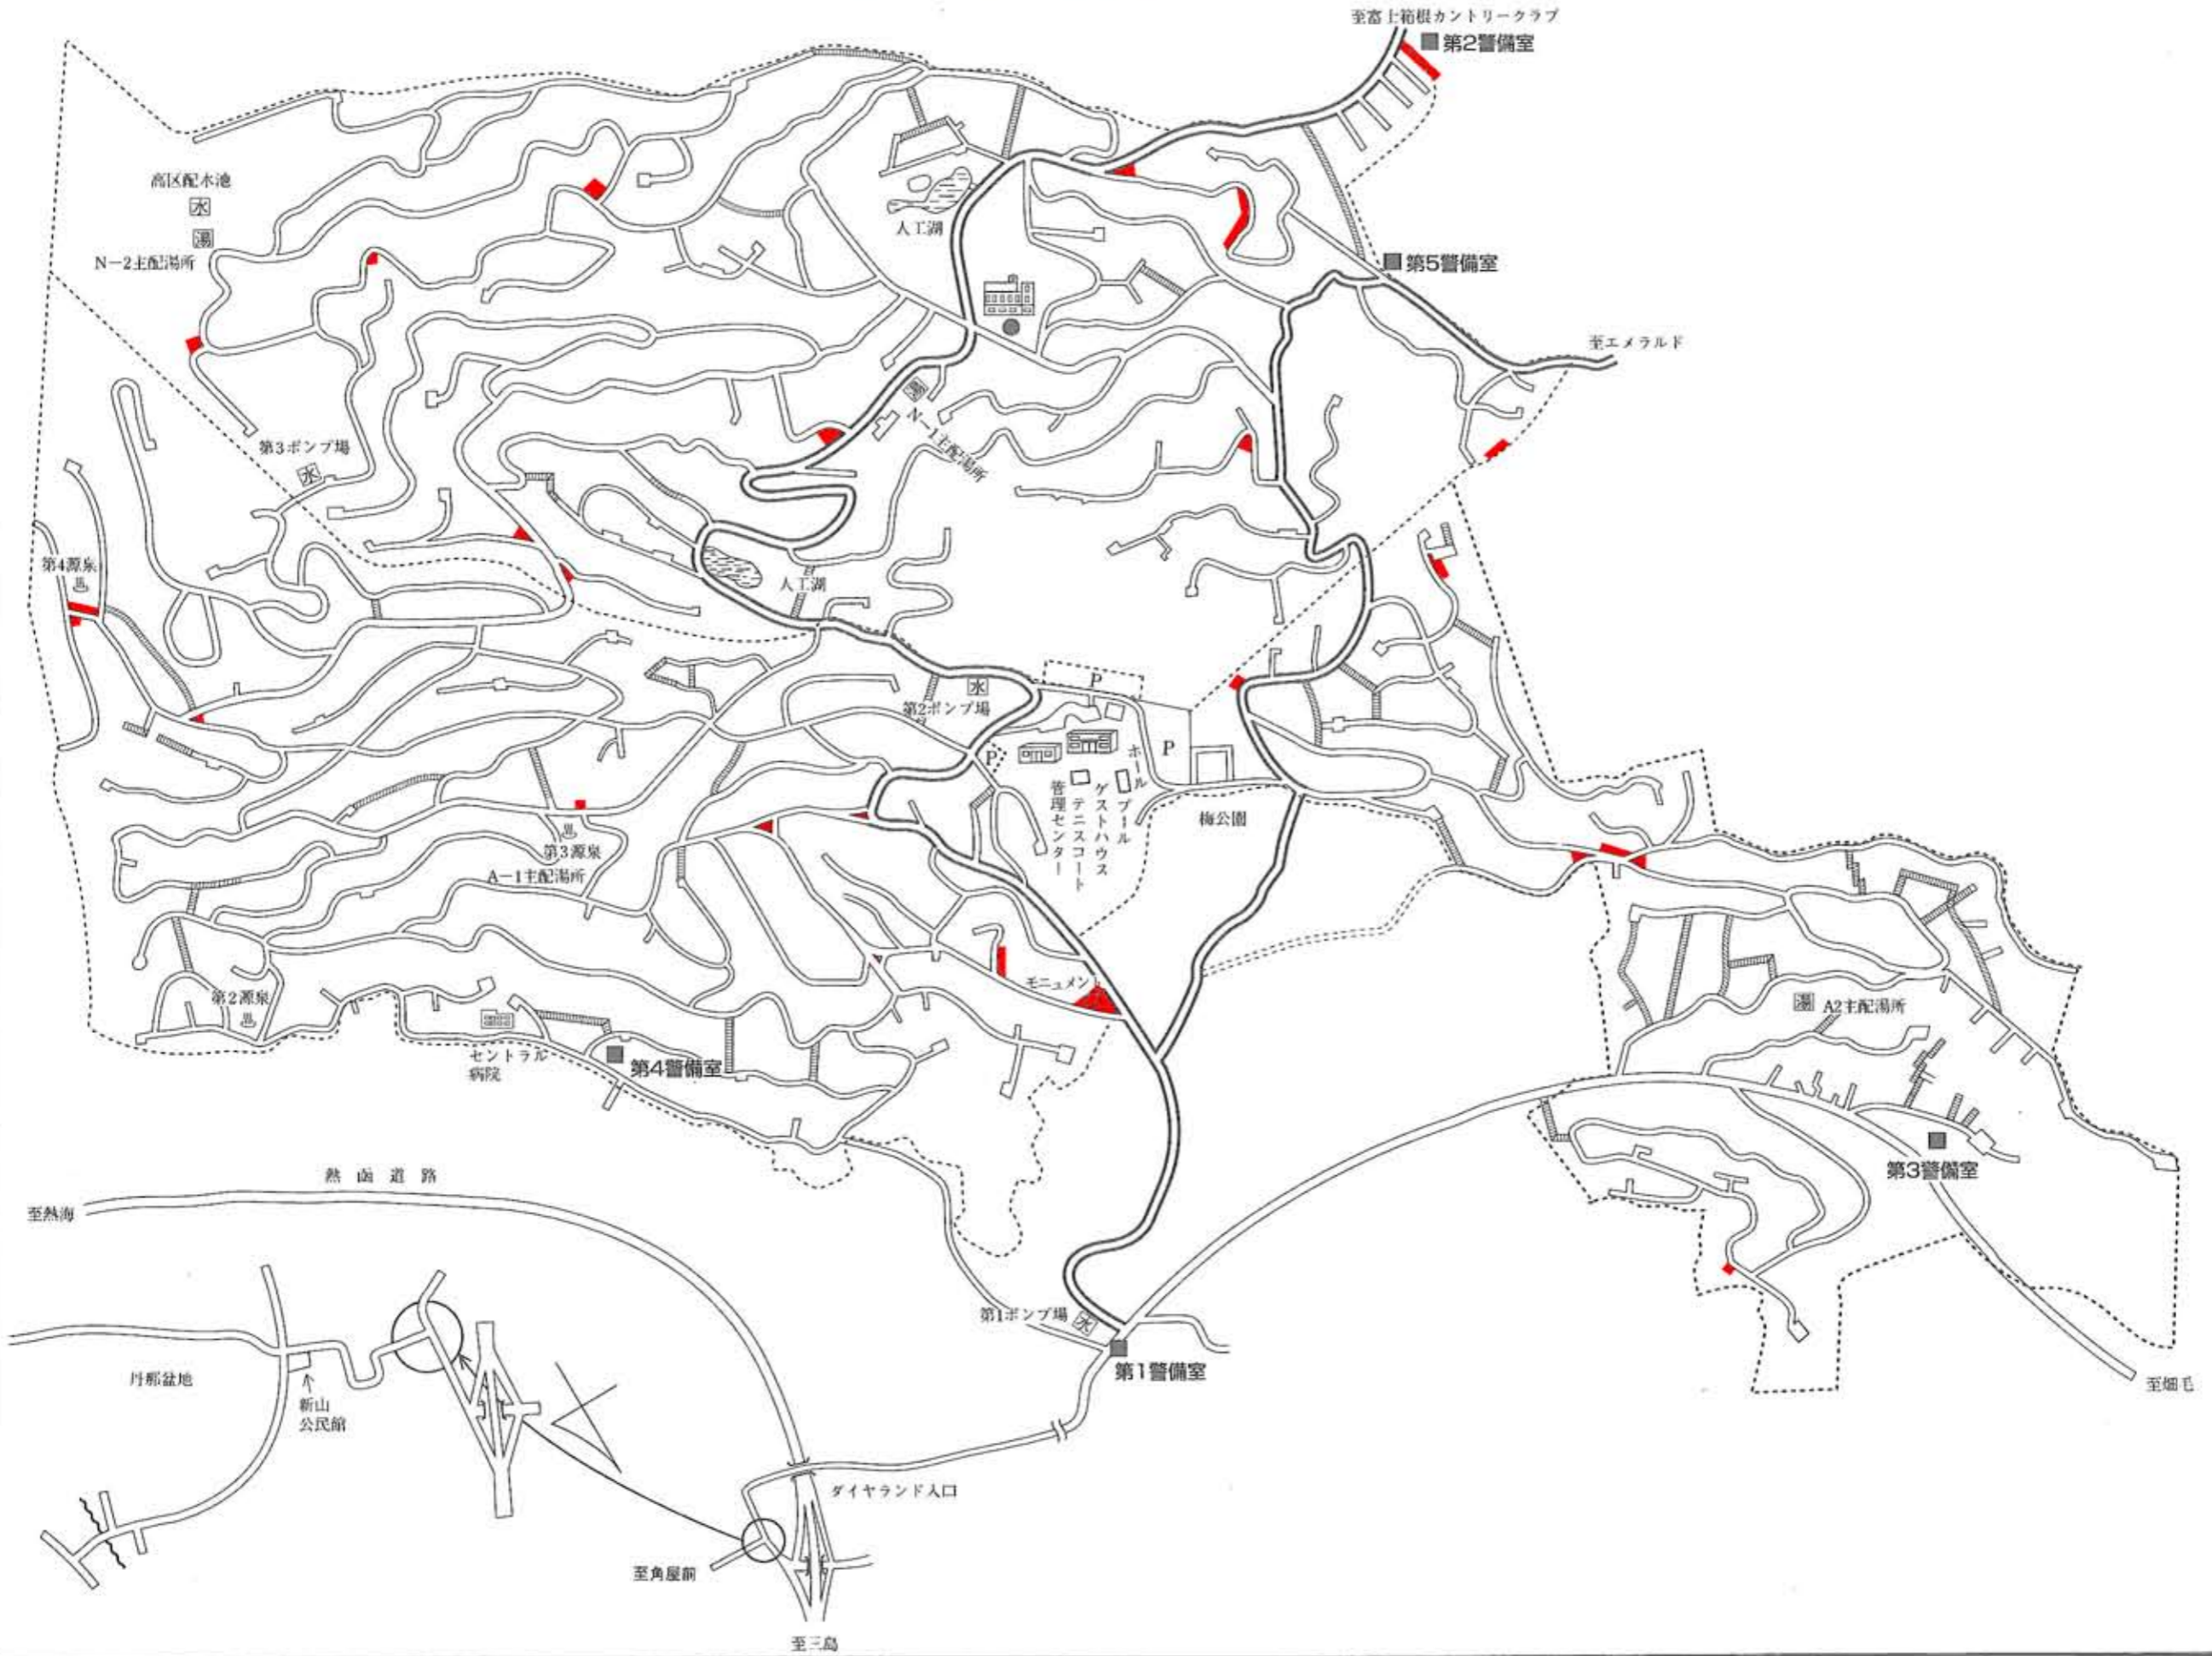 至富士箱根カントリークラブ
第2警備室
高区配水池
水
湯
N－2主配湯所
人工湖
第5警備室
至エメラルド
湯
N－1主配湯所
第3ポンプ場
水
第4源泉
人工湖
水
第2ポンプ場
P
P
P
ホール
プール
ゲストハウス
テニスコート
管理センター
梅公園
第3源泉
A－1主配湯所
モニュメント
第2源泉
セントラル
病院
第4警備室
湯
A2主配湯所
第3警備室
熱函道路
至熱海
第1ポンプ場
水
第1警備室
至畑毛
丹那盆地
新山
公民館
ダイヤランド入口
至角屋前
至三島